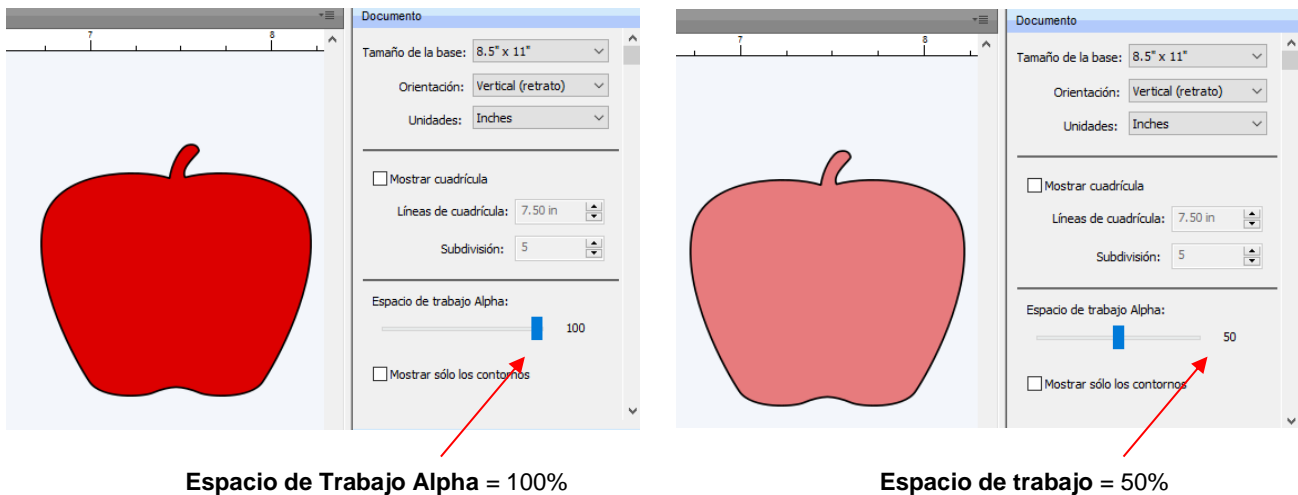 Documento
7 8
Tamaño de la base: 8.5" x 11"
Orientación: Vertical (retrato)
Unidades: Inches
Mostrar cuadrícula
Líneas de cuadrícula: 7.50 in
Subdivisión: 5
Espacio de trabajo Alpha:
100
Mostrar sólo los contornos
Espacio de Trabajo Alpha = 100%
Documento
7 8
Tamaño de la base: 8.5" x 11"
Orientación: Vertical (retrato)
Unidades: Inches
Mostrar cuadrícula
Líneas de cuadrícula: 7.50 in
Subdivisión: 5
Espacio de trabajo Alpha:
50
Mostrar sólo los contornos
Espacio de trabajo = 50%